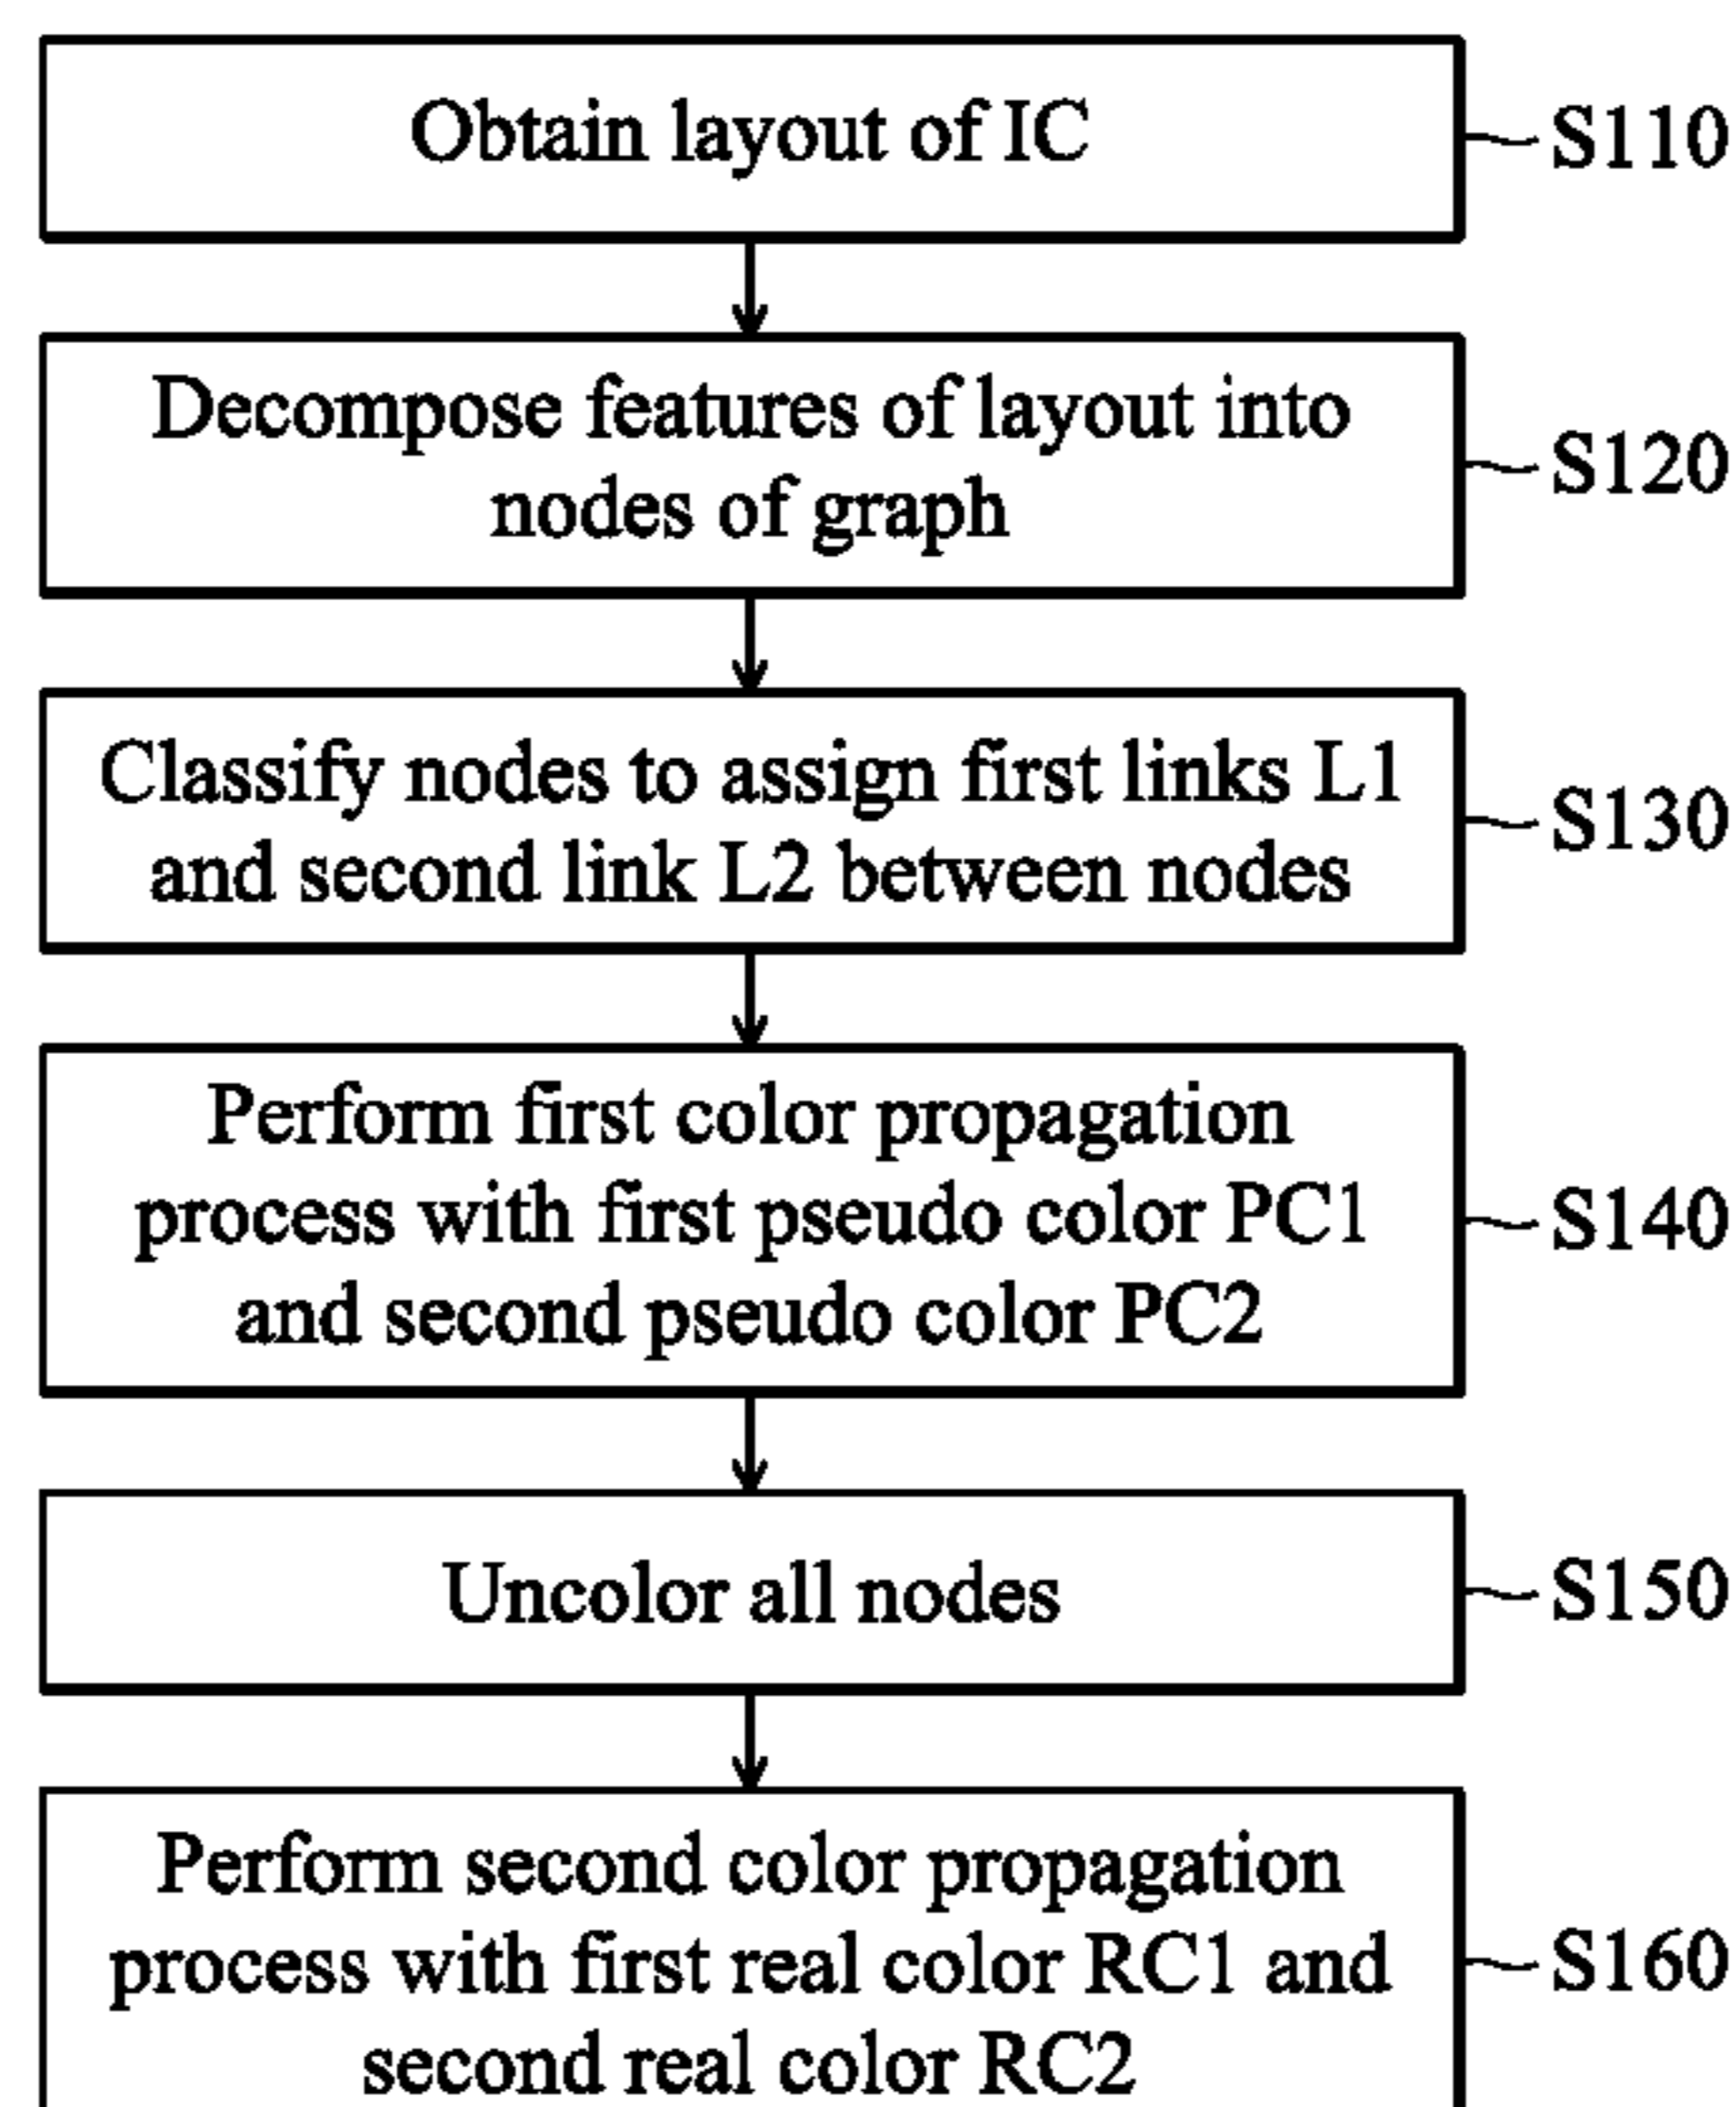 Obtain layout of IC
S110
Decompose features of layout into
nodes of graph
S120
Classify nodes to assign first links L1
and second link L2 between nodes
S130
Perform first color propagation
process with first pseudo color PC1
and second pseudo color PC2
S140
Uncolor all nodes
S150
Perform second color propagation
process with first real color RC1 and
second real color RC2
S160